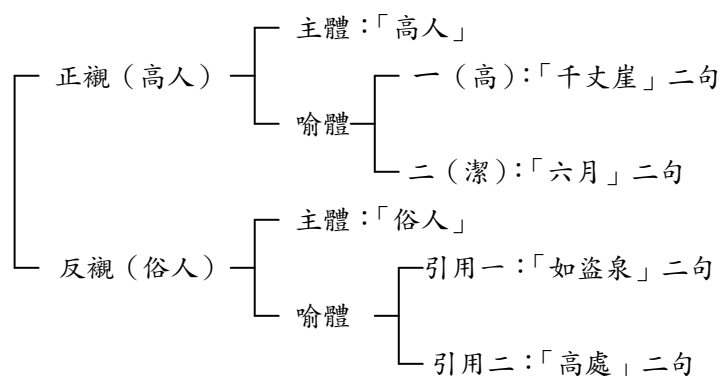 主體：「高人」
正襯（高人）
一（高）：「千丈崖」二句
喻體
二（潔）：「六月」二句
主體：「俗人」
反襯（俗人）
引用一：「如盜泉」二句
喻體
引用二：「高處」二句